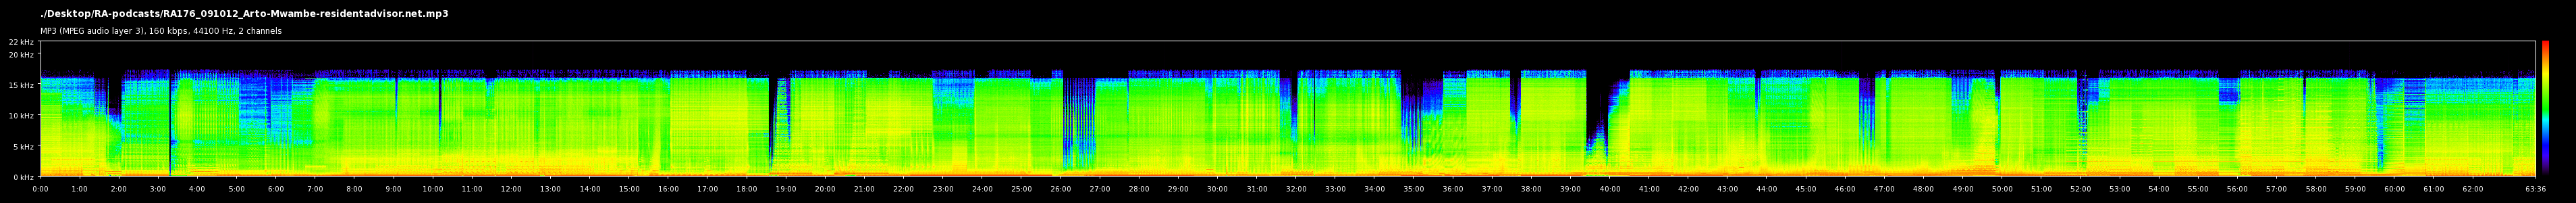 ./Desktop/RA-podcasts/RA176_091012_Arto-Mwambe-residentadvisor.net.mp3
MP3 (MPEG audio layer 3), 160 kbps, 44100 Hz, 2 channels
22 kHz
20 kHz
15 kHz
10 kHz
5 kHz
0 kHz
0:00 1:00 2:00 3:00 4:00 5:00 6:00 7:00 8:00 9:00 10:00 11:00 12:00 13:00 14:00 15:00 16:00 17:00 18:00 19:00 20:00 21:00 22:00 23:00 24:00 25:00 26:00 27:00 28:00 29:00 30:00 31:00 32:00 33:00 34:00 35:00 36:00 37:00 38:00 39:00 40:00 41:00 42:00 43:00 44:00 45:00 46:00 47:00 48:00 49:00 50:00 51:00 52:00 53:00 54:00 55:00 56:00 57:00 58:00 59:00 60:00 61:00 62:00 63:36